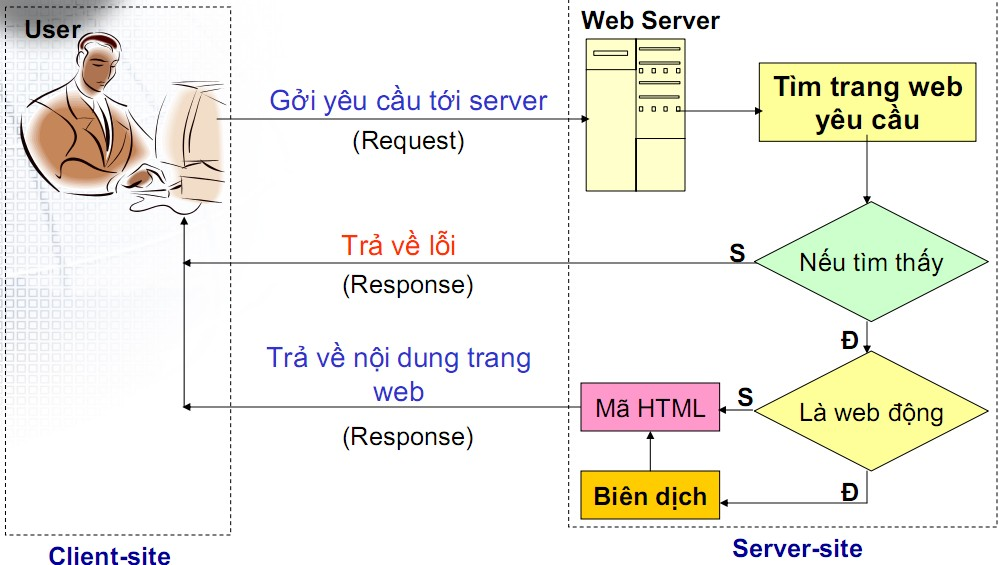 User
Web Server
Gởi yêu cầu tới server
(Request)
Tìm trang web
yêu cầu
Trả về lỗi
(Response)
S
Nếu tìm thấy
Đ
Trả về nội dung trang
web
(Response)
Mã HTML
S
Là web động
Đ
Biên dịch
Client-site
Server-site